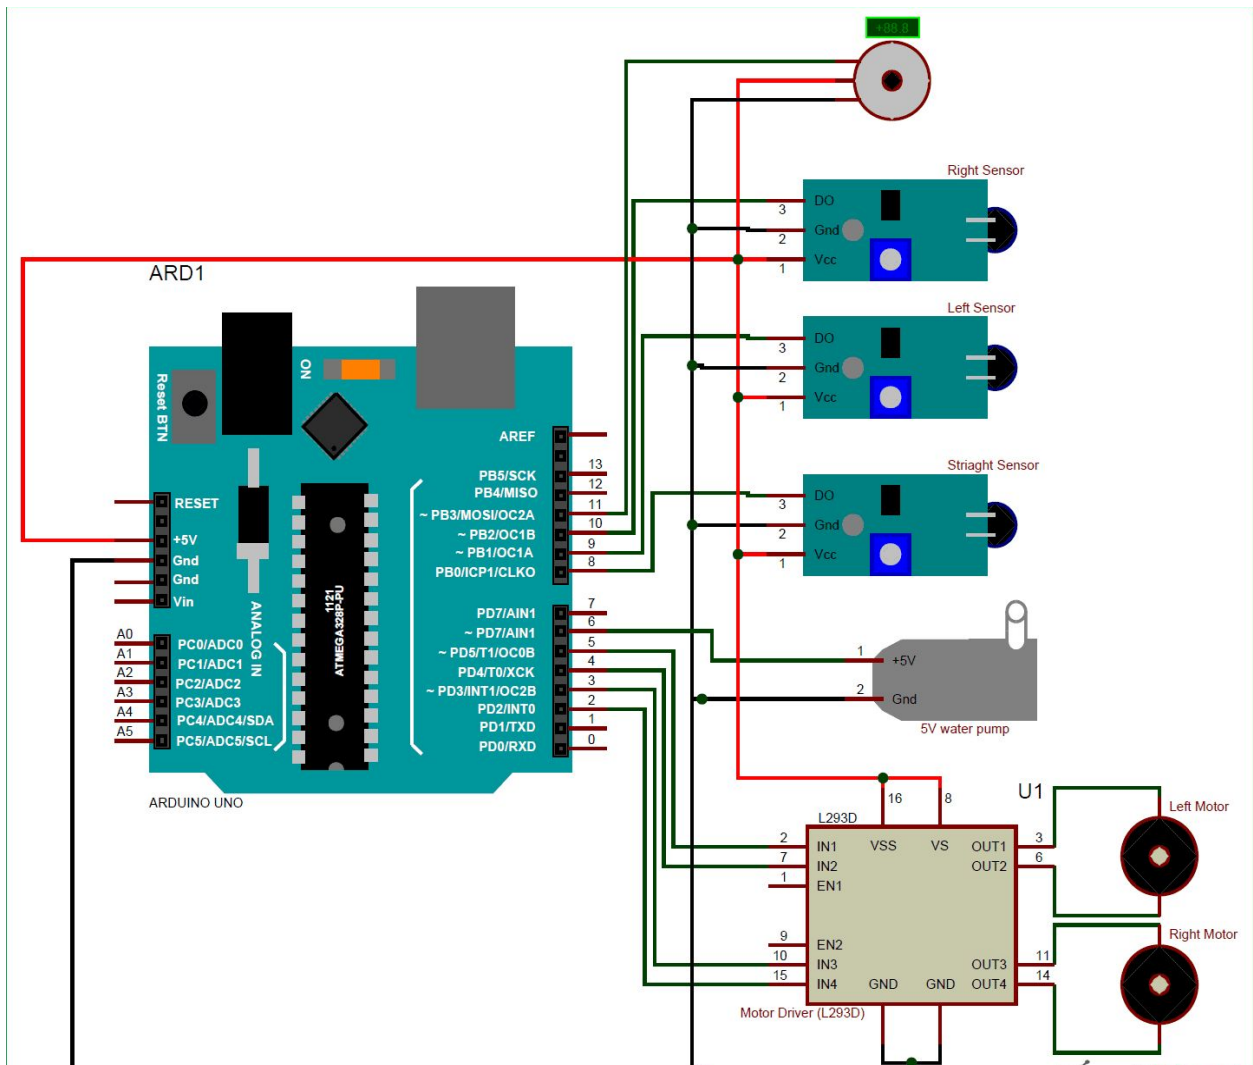 +88.8
Right Sensor
DO
3
Gnd
2
Vcc
1
Left Sensor
DO
3
Gnd
2
Vcc
1
Striaght Sensor
DO
3
Gnd
2
Vcc
1
ARD1
Reset BTN
ON
AREF
PB5/SCK 13
PB4/MISO 12
~ PB3/MOSI/OC2A 11
~ PB2/OC1B 10
~ PB1/OC1A 9
PB0/ICP1/CLKO 8
RESET
+5V
Gnd
Gnd
Vin
ANALOG IN
1121
ATMEGA328P-PU
PD7/AIN1 7
~ PD7/AIN1 6
~ PD5/T1/OC0B 5
PD4/T0/XCK 4
~ PD3/INT1/OC2B 3
PD2/INT0 2
PD1/TXD 1
PD0/RXD 0
A0 PC0/ADC0
A1 PC1/ADC1
A2 PC2/ADC2
A3 PC3/ADC3
A4 PC4/ADC4/SDA
A5 PC5/ADC5/SCL
ARDUINO UNO
1 +5V
2 Gnd
5V water pump
U1
L293D
16 8
VSS VS
2 IN1
7 IN2
1 EN1
9 EN2
10 IN3
15 IN4
OUT1 3
OUT2 6
OUT3 11
OUT4 14
GND GND
Motor Driver (L293D)
Left Motor
Right Motor